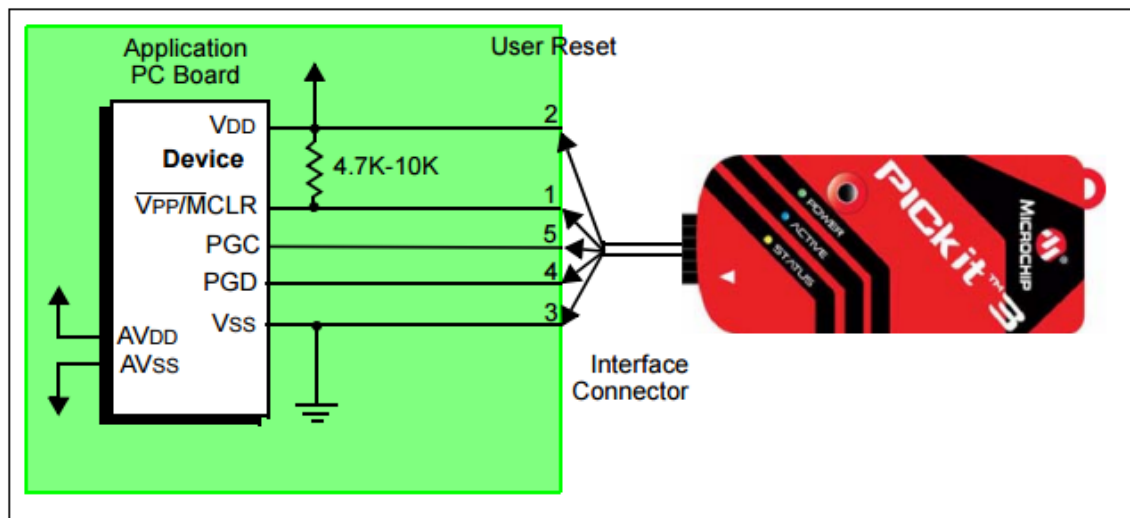 Application
PC Board
User Reset
VDD
2
Device
4.7K-10K
VPP/MCLR
1
PGC
5
PGD
4
VSS
3
AVDD
AVSS
Interface
Connector
POWER
ACTIVE
STATUS
PICkit™ 3
MICROCHIP
®